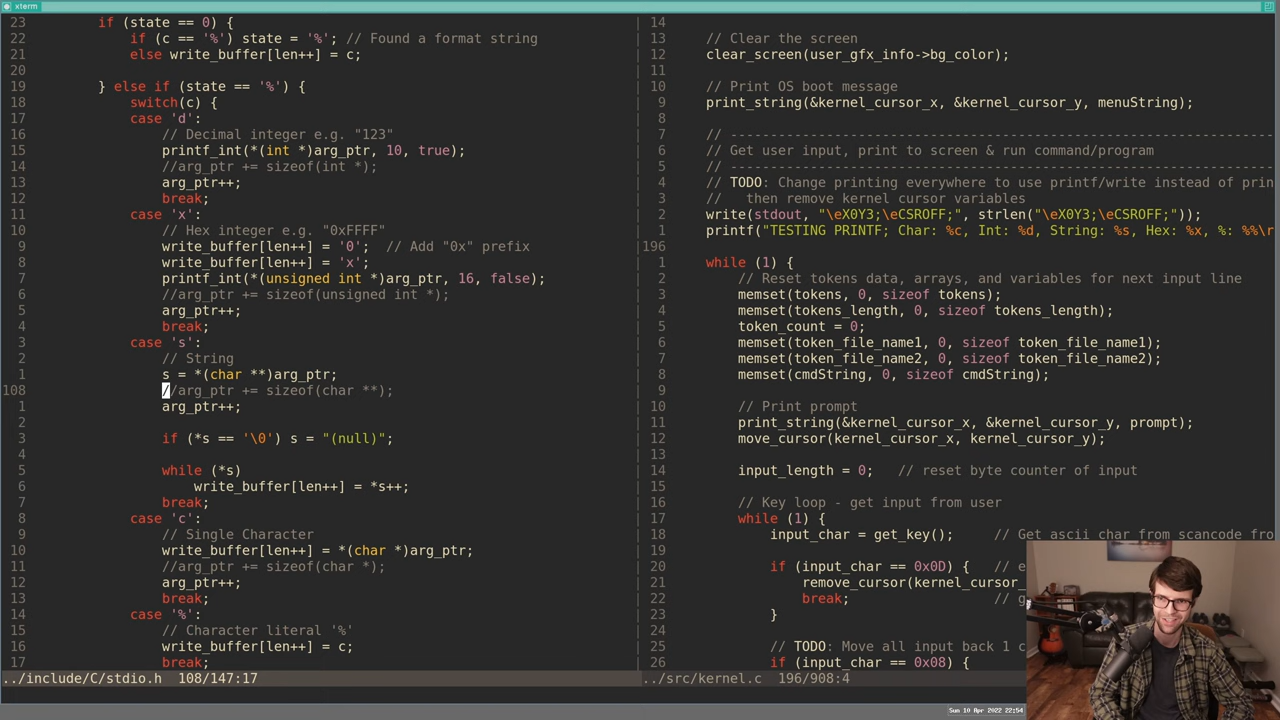 xterm
23         if (state == 0) {
22             if (c == '%') state = '%'; // Found a format string
21             else write_buffer[len++] = c;
20
19         } else if (state == '%') {
18             switch(c) {
17             case 'd':
16                 // Decimal integer e.g. "123"
15                 printf_int(*(int *)arg_ptr, 10, true);
14                 //arg_ptr += sizeof(int *);
13                 arg_ptr++;
12                 break;
11             case 'x':
10                 // Hex integer e.g. "0xFFFF"
9                 write_buffer[len++] = '0';  // Add "0x" prefix
8                 write_buffer[len++] = 'x';
7                 printf_int(*(unsigned int *)arg_ptr, 16, false);
6                 //arg_ptr += sizeof(unsigned int *);
5                 arg_ptr++;
4                 break;
3             case 's':
2                 // String
1                 s = *(char **)arg_ptr;
108                 //arg_ptr += sizeof(char **);
1                 arg_ptr++;
2
3                 if (*s == '\0') s = "(null)";
4
5                 while (*s)
6                     write_buffer[len++] = *s++;
7                 break;
8             case 'c':
9                 // Single Character
10                 write_buffer[len++] = *(char *)arg_ptr;
11                 //arg_ptr += sizeof(char *);
12                 arg_ptr++;
13                 break;
14             case '%':
15                 // Character literal '%'
16                 write_buffer[len++] = c;
17                 break;
../include/C/stdio.h  108/147:17
14
13     // Clear the screen
12     clear_screen(user_gfx_info->bg_color);
11
10     // Print OS boot message
9     print_string(&kernel_cursor_x, &kernel_cursor_y, menuString);
8
7     // ----------------------------------------------------------------------
6     // Get user input, print to screen & run command/program
5     // ----------------------------------------------------------------------
4     // TODO: Change printing everywhere to use printf/write instead of prin
3     //   then remove kernel cursor variables
2     write(stdout, "\eX0Y3;\eCSROFF;", strlen("\eX0Y3;\eCSROFF;"));
1     printf("TESTING PRINTF; Char: %c, Int: %d, String: %s, Hex: %x, %: %%\r
196
1     while (1) {
2         // Reset tokens data, arrays, and variables for next input line
3         memset(tokens, 0, sizeof tokens);
4         memset(tokens_length, 0, sizeof tokens_length);
5         token_count = 0;
6         memset(token_file_name1, 0, sizeof token_file_name1);
7         memset(token_file_name2, 0, sizeof token_file_name2);
8         memset(cmdString, 0, sizeof cmdString);
9
10         // Print prompt
11         print_string(&kernel_cursor_x, &kernel_cursor_y, prompt);
12         move_cursor(kernel_cursor_x, kernel_cursor_y);
13
14         input_length = 0;   // reset byte counter of input
15
16         // Key loop - get input from user
17         while (1) {
18             input_char = get_key();     // Get ascii char from scancode fro
19
20             if (input_char == 0x0D) {   // e
21                 remove_cursor(kernel_cursor_
22                 break;                  // g
23             }
24
25             // TODO: Move all input back 1 c
26             if (input_char == 0x08) {
../src/kernel.c  196/908:4
Sun 10 Apr 2022 22:54